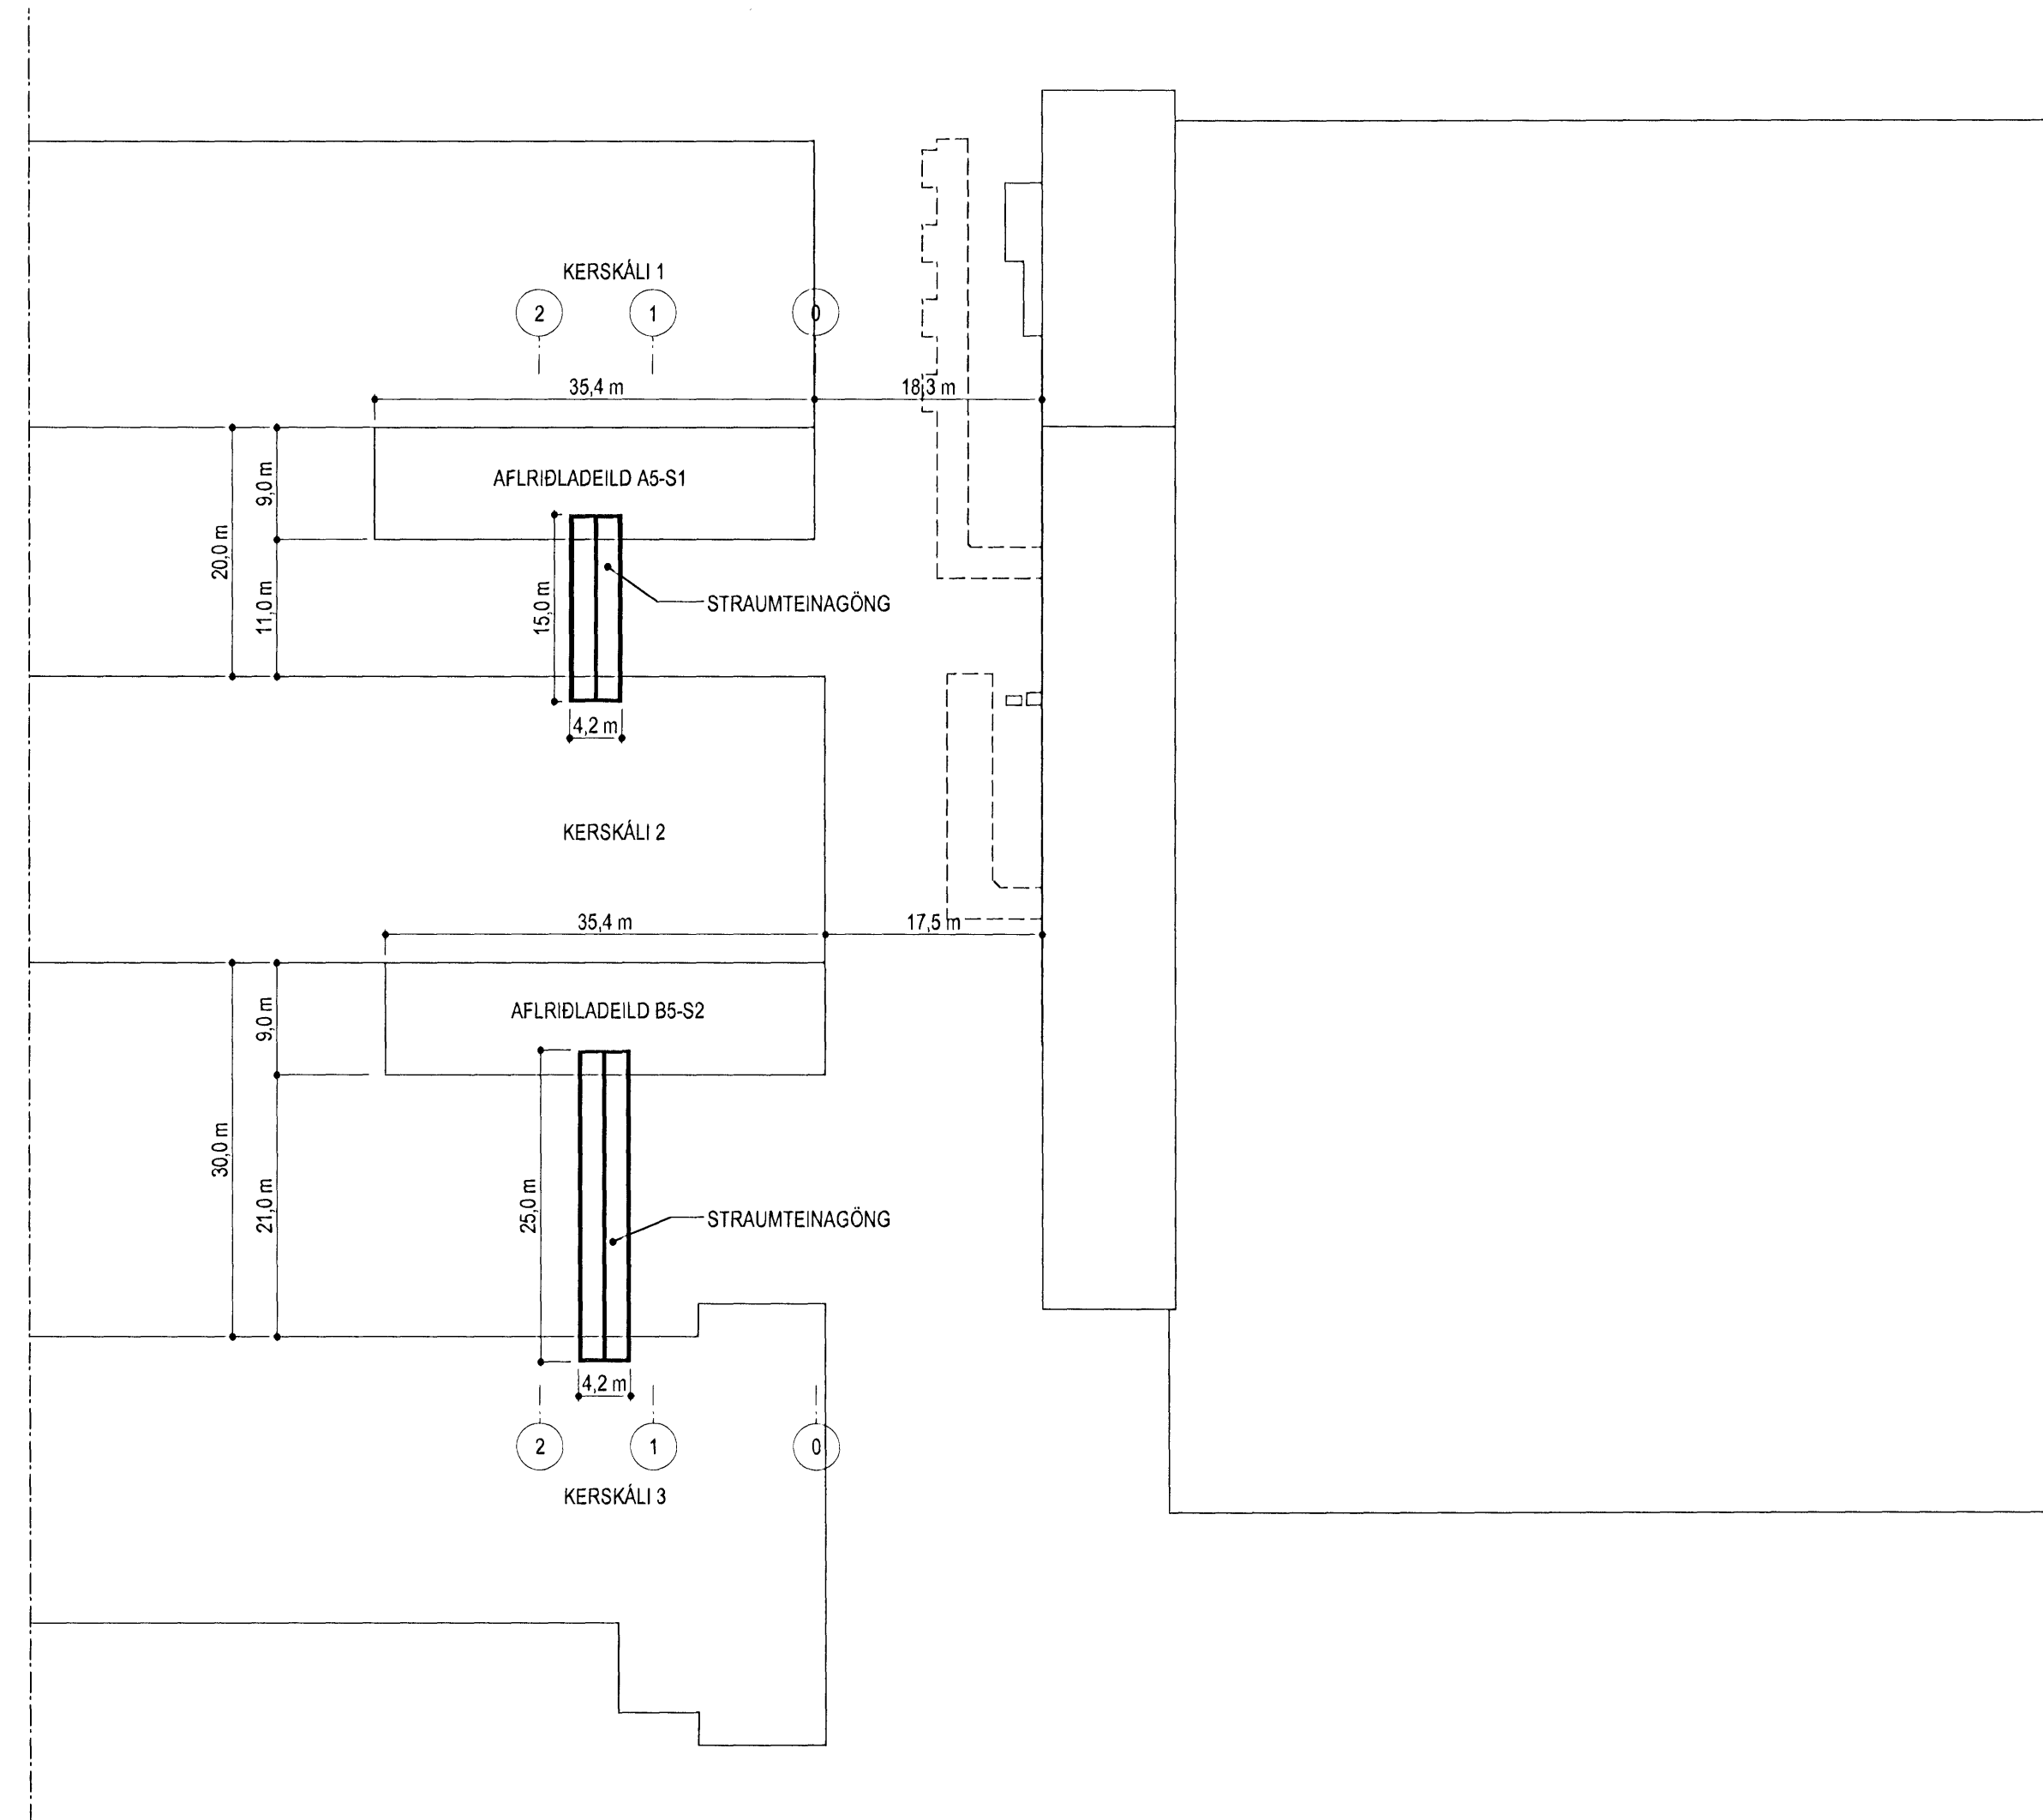 KERSKÁLI 1
2
1
0
35,4 m
18,3 m
9,0 m
AFLRIÐLADEILD A5-S1
20,0 m
11,0 m
15,0 m
STRAUMTEINAGÖNG
4,2 m
KERSKÁLI 2
35,4 m
17,5 m
9,0 m
AFLRIÐLADEILD B5-S2
30,0 m
21,0 m
25,0 m
STRAUMTEINAGÖNG
4,2 m
2
1
0
KERSKÁLI 3